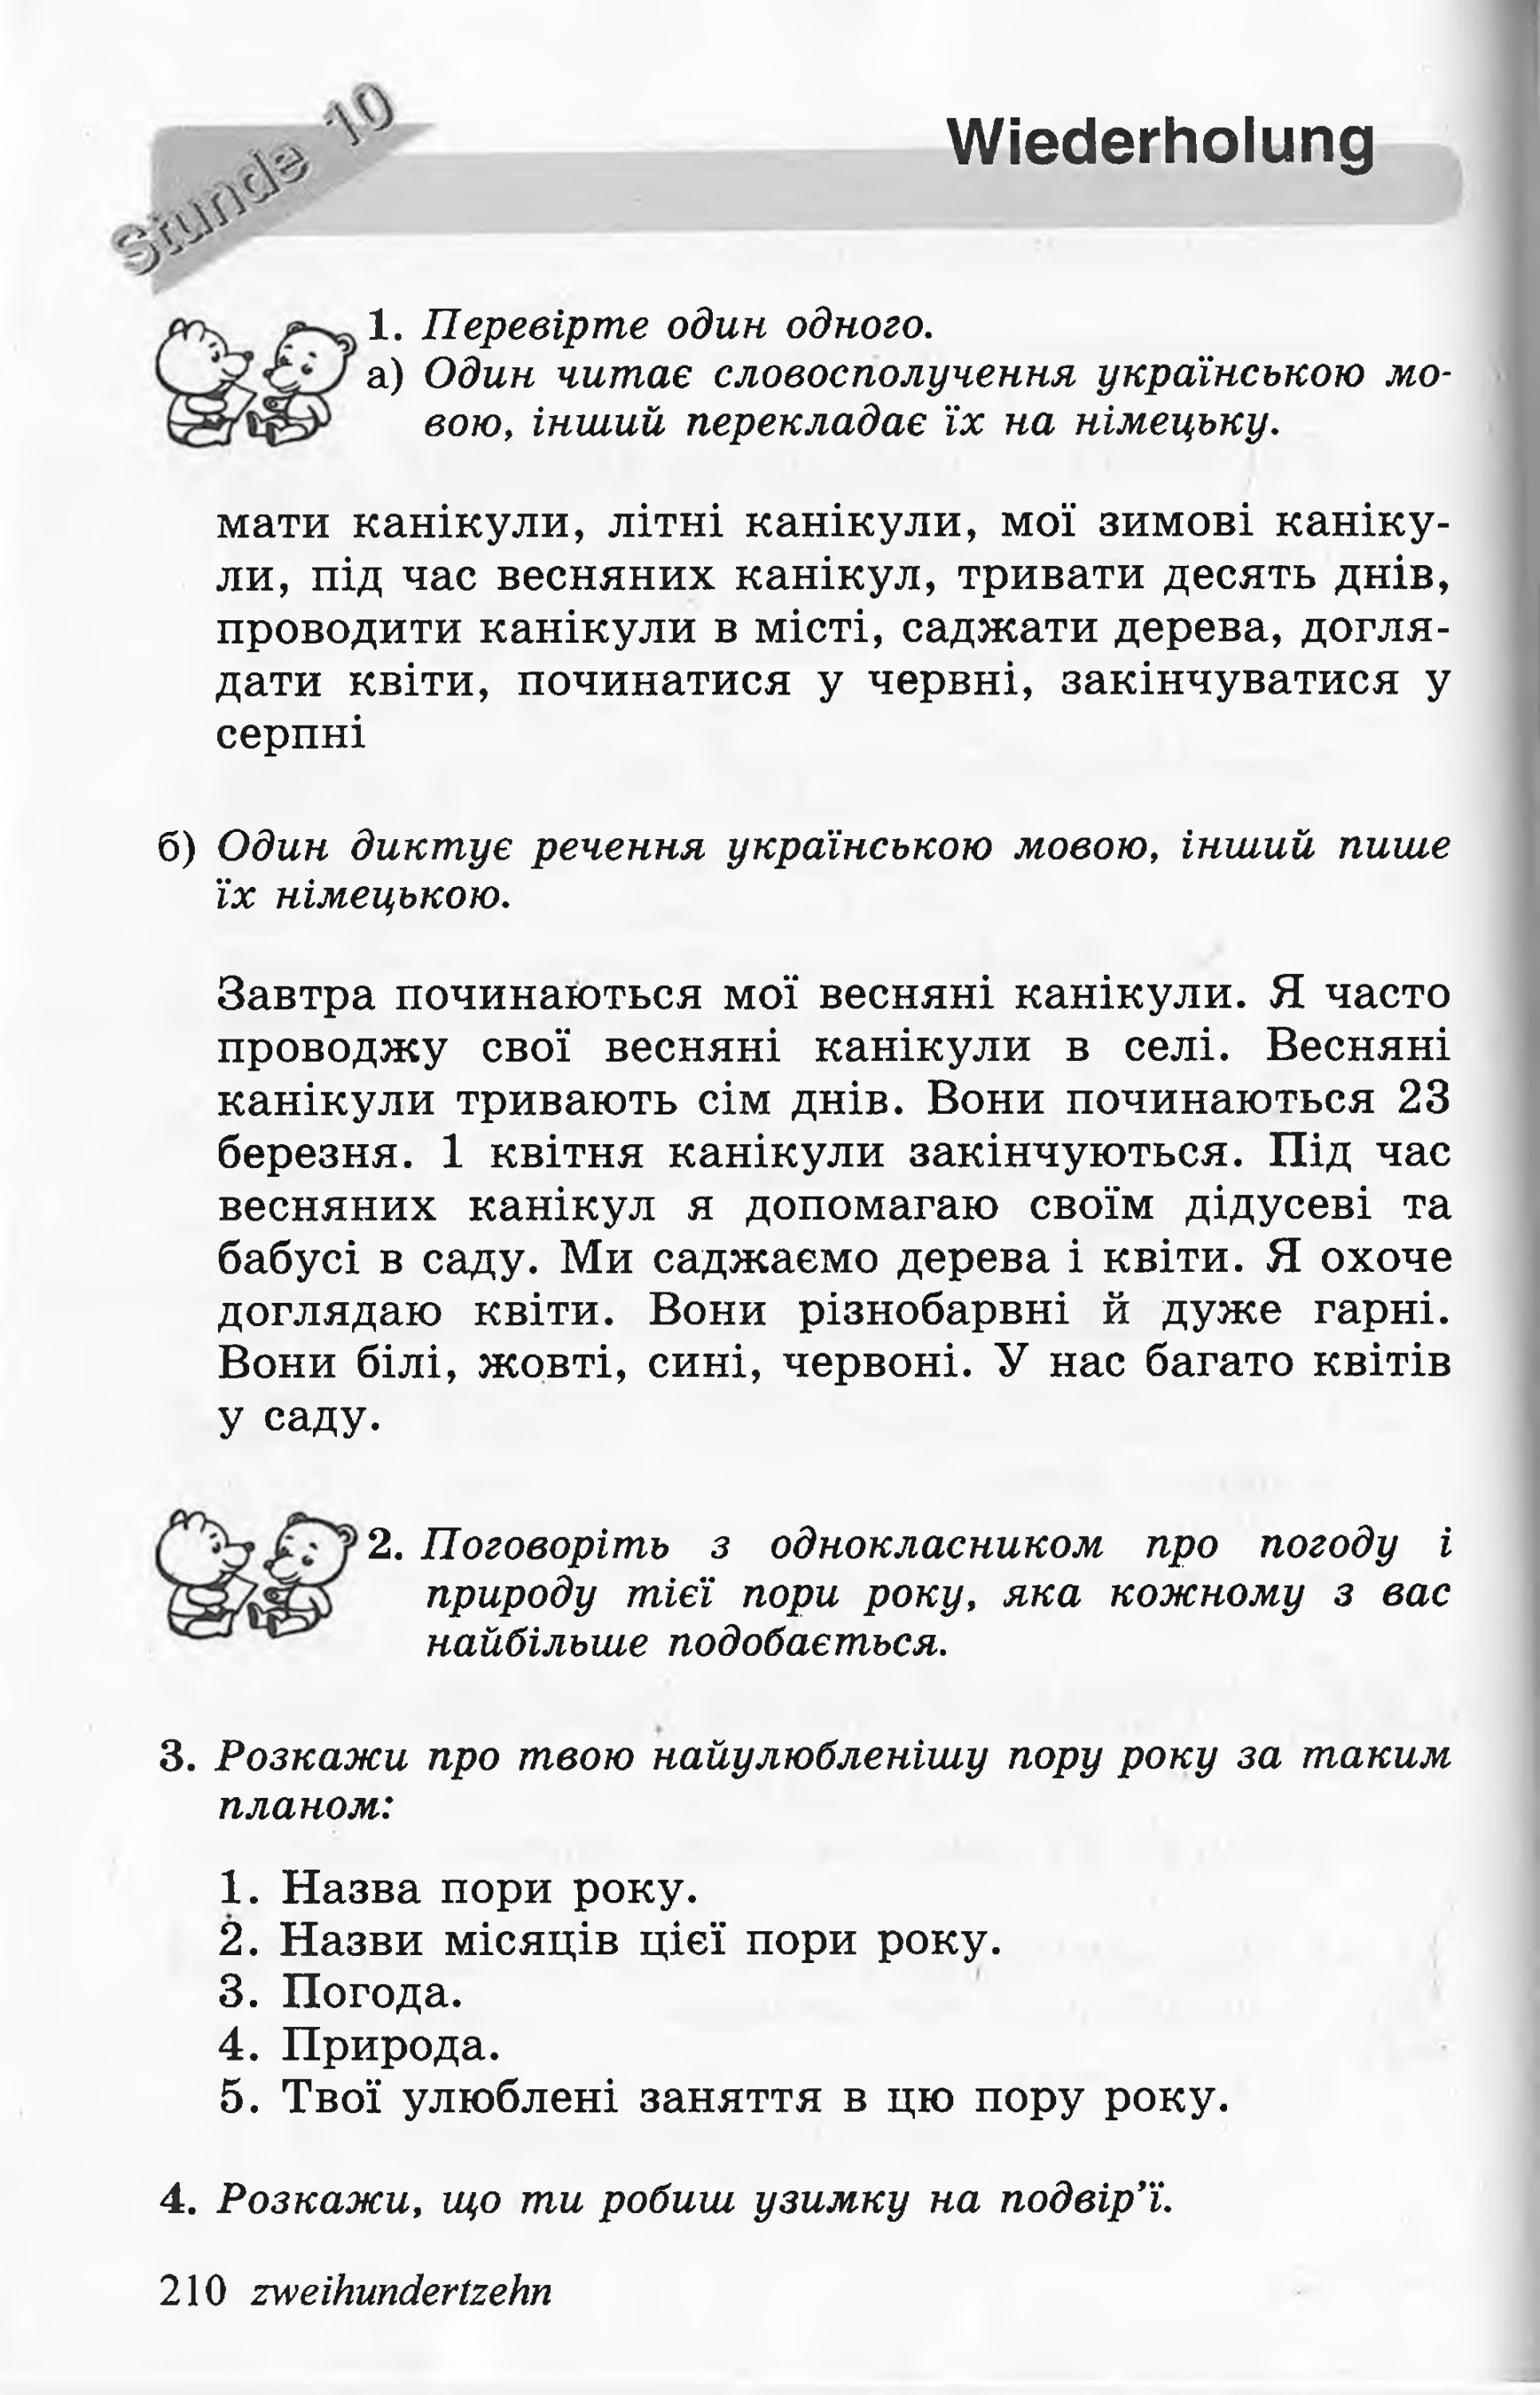 Stunde 10
Wiederholung
1. Перевірте один одного.
а) Один читає словосполучення українською мо-
вою, інший перекладає їх на німецьку.
мати канікули, літні канікули, мої зимові каніку-
ли, під час весняних канікул, тривати десять днів,
проводити канікули в місті, саджати дерева, догля-
дати квіти, починатися у червні, закінчуватися у
серпні
б) Один диктує речення українською мовою, інший пише
їх німецькою.
Завтра починаються мої весняні канікули. Я часто
проводжу свої весняні канікули в селі. Весняні
канікули тривають сім днів. Вони починаються 23
березня. 1 квітня канікули закінчуються. Під час
весняних канікул я допомагаю своїм дідусеві та
бабусі в саду. Ми саджаємо дерева і квіти. Я охоче
доглядаю квіти. Вони різнобарвні й дуже гарні.
Вони білі, жовті, сині, червоні. У нас багато квітів
у саду.
2. Поговоріть з однокласником про погоду і
природу тієї пори року, яка кожному з вас
найбільше подобається.
3. Розкажи про твою найулюбленішу пору року за таким
планом:
1. Назва пори року.
2. Назви місяців цієї пори року.
3. Погода.
4. Природа.
5. Твої улюблені заняття в цю пору року.
4. Розкажи, що ти робиш узимку на подвір’ї.
210 zweihundertzehn